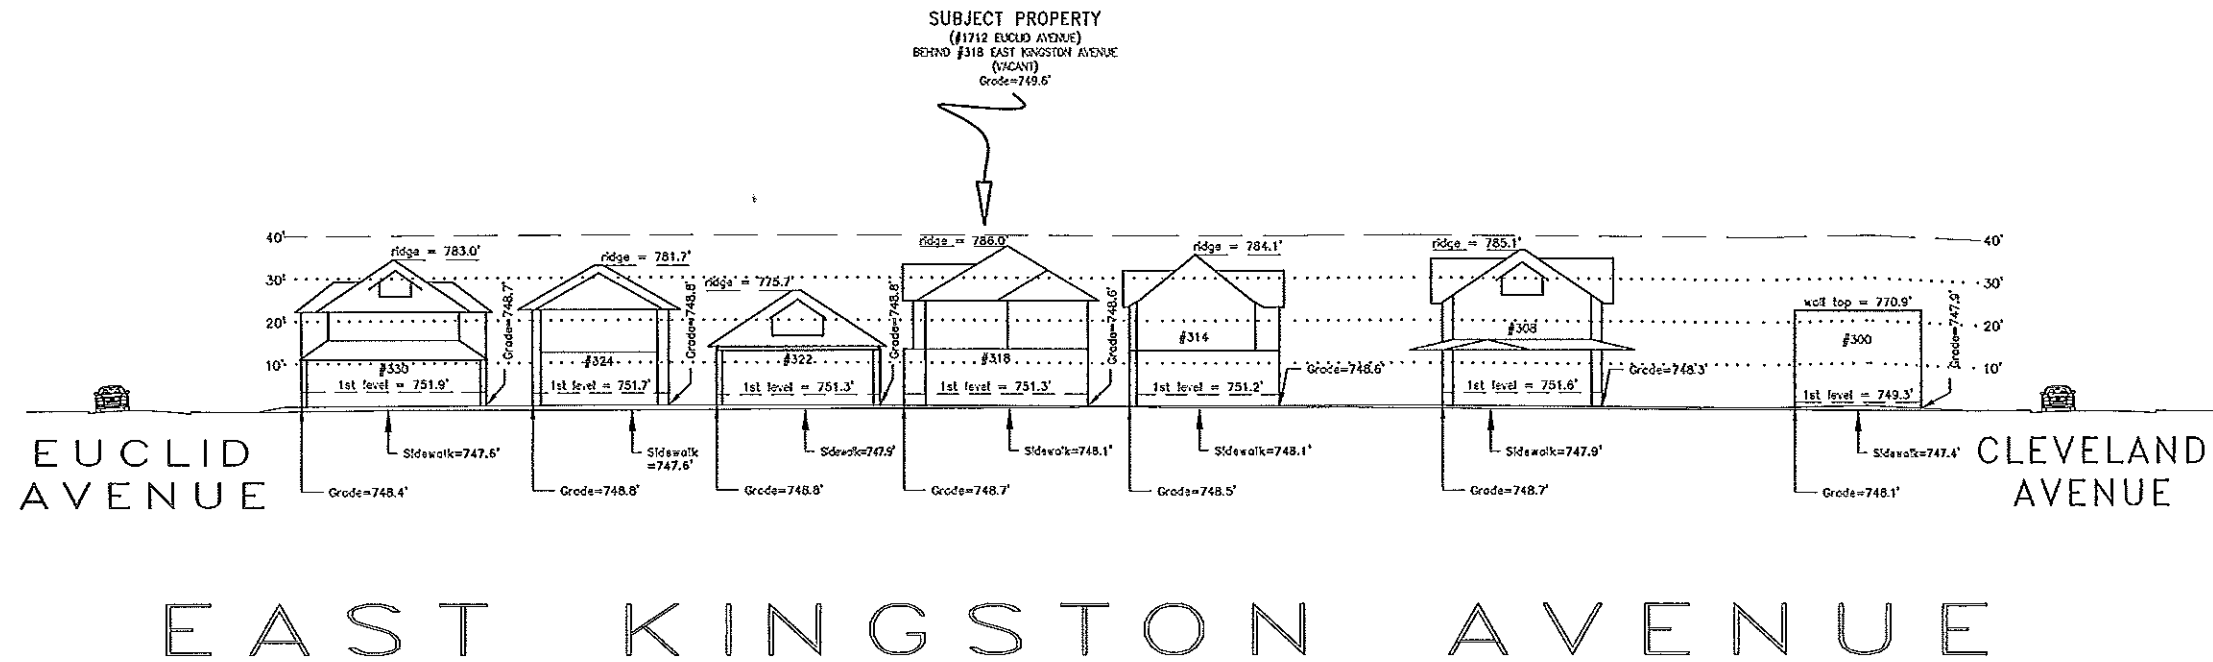 SUBJECT PROPERTY
(#1712 EUCLID AVENUE)
BEHIND #318 EAST KINGSTON AVENUE
(VACANT)
Grade=749.6'
40'
30'
20'
10'
ridge = 783.0'
#330
1st level = 751.9'
Grade=748.7'
ridge = 781.7'
#324
1st level = 751.7'
Grade=748.8'
ridge = 775.7'
#322
1st level = 751.3'
Grade=748.8'
ridge = 786.0'
#318
1st level = 751.3'
Grade=748.6'
ridge = 784.1'
#314
1st level = 751.2'
Grade=748.6'
ridge = 785.1'
#308
1st level = 751.6'
Grade=748.3'
wall top = 770.9'
#300
1st level = 749.3'
Grade=747.9'
40'
30'
20'
10'
Sidewalk=747.6'
Sidewalk
=747.6'
Sidewalk=747.9'
Sidewalk=748.1'
Sidewalk=748.1'
Sidewalk=747.9'
Sidewalk=747.4'
Grade=748.4'
Grade=748.8'
Grade=748.8'
Grade=748.7'
Grade=748.5'
Grade=748.7'
Grade=748.1'
EUCLID
AVENUE
CLEVELAND
AVENUE
EAST KINGSTON AVENUE